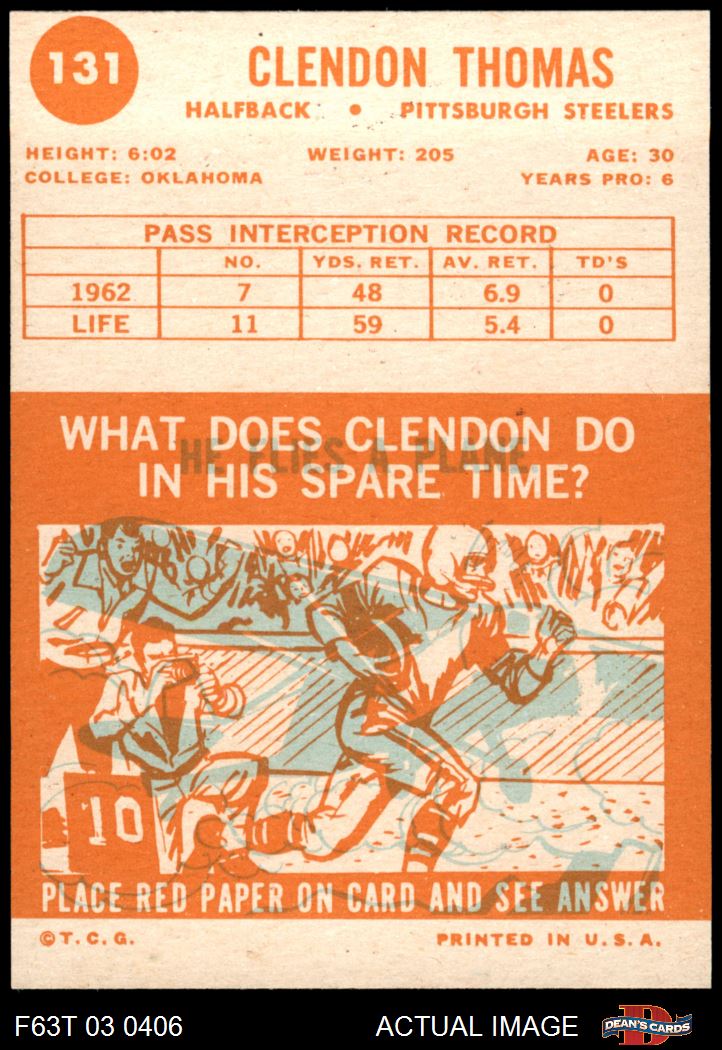 131
CLENDON THOMAS
HALFBACK • PITTSBURGH STEELERS
HEIGHT: 6:02 WEIGHT: 205 AGE: 30
COLLEGE: OKLAHOMA YEARS PRO: 6
PASS INTERCEPTION RECORD
NO. YDS. RET. AV. RET. TD'S
1962 7 48 6.9 0
LIFE 11 59 5.4 0
WHAT DOES CLENDON DO
HE FLIES A PLANE.
IN HIS SPARE TIME?
10
PLACE RED PAPER ON CARD AND SEE ANSWER
©T.C.G. PRINTED IN U.S.A.
F63T 03 0406 ACTUAL IMAGE DEAN'S CARDS